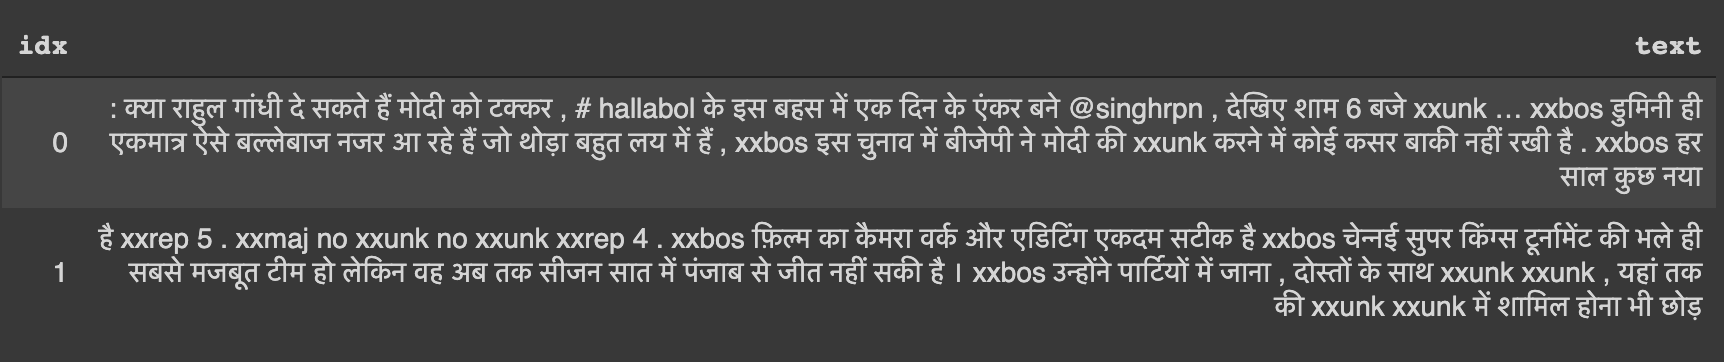 idx text
: क्या राहुल गांधी दे सकते हैं मोदी को टक्कर , # hallabol के इस बहस में एक दिन के एंकर बने @singhrpn , देखिए शाम 6 बजे xxunk … xxbos डुमिनी ही
0 एकमात्र ऐसे बल्लेबाज नजर आ रहे हैं जो थोड़ा बहुत लय में हैं , xxbos इस चुनाव में बीजेपी ने मोदी की xxunk करने में कोई कसर बाकी नहीं रखी है . xxbos हर
साल कुछ नया
है xxrep 5 . xxmaj no xxunk no xxunk xxrep 4 . xxbos फ़िल्म का कैमरा वर्क और एडिटिंग एकदम सटीक है xxbos चेन्नई सुपर किंग्स टूर्नामेंट की भले ही
1 सबसे मजबूत टीम हो लेकिन वह अब तक सीजन सात में पंजाब से जीत नहीं सकी है । xxbos उन्होंने पार्टियों में जाना , दोस्तों के साथ xxunk xxunk , यहां तक
की xxunk xxunk में शामिल होना भी छोड़